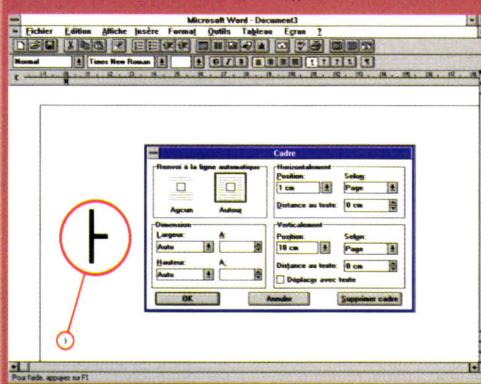 Microsoft Word - Document3
Fichier Edition Affiche Insère Format Outils Tableau Ecran ?
Normal Times New Roman G I S
Cadre
Renvoi à la ligne automatique
Aucun Autour
Horizontalement
Position: Selon:
1 cm Page
Distance au texte: 0 cm
Dimension
Largeur: A:
Auto
Hauteur: A:
Auto
Verticalement
Position: Selon:
18 cm Page
Distance au texte: 0 cm
Déplacer avec texte
OK Annuler Supprimer cadre
Pour l'aide, appuyez sur F1